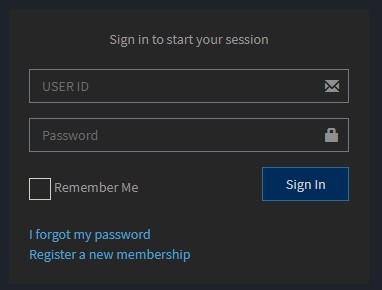 Sign in to start your session
USER ID
Password
Remember Me
Sign In
I forgot my password
Register a new membership